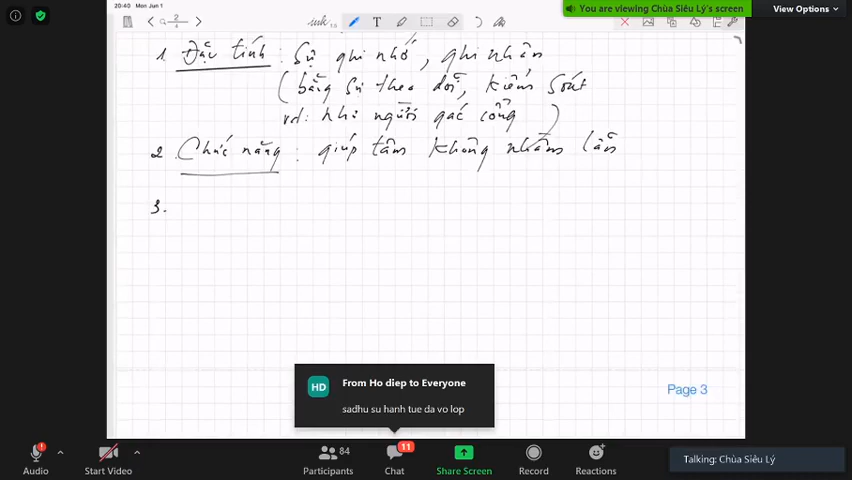 20:40 Mon Jun 1
You are viewing Chùa Siêu Lý's screen
View Options
2
T
1. Đặc tính : Sự ghi nhớ, ghi nhận
(bằng sự theo dõi, kiểm soát
vd: như người gác cổng)
2. Chức năng : giúp tâm không nhầm lẫn
3.
Page 3
HD
From Ho diep to Everyone
sadhu su hanh tue da vo lop
Audio
Start Video
84
Participants
11
Chat
Share Screen
Record
Reactions
Talking: Chùa Siêu Lý